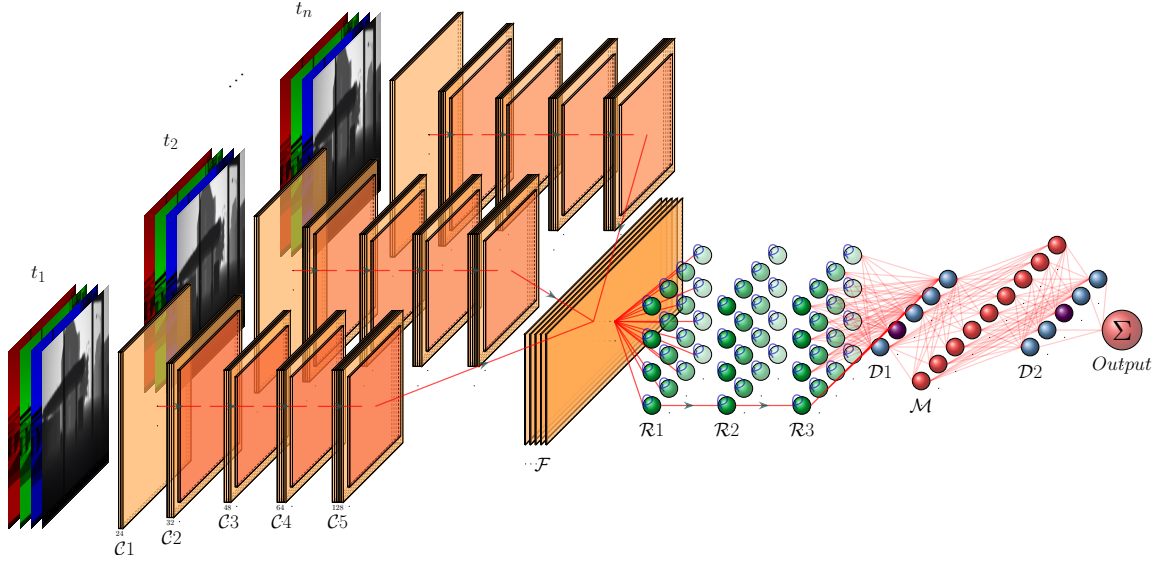 t_n
⋰
t_2
t_1
Σ
𝒟1
𝒟2
Output
ℳ
ℛ1
ℛ2
ℛ3
...ℱ
24
32
48
64
128
𝒞1
𝒞2
𝒞3
𝒞4
𝒞5